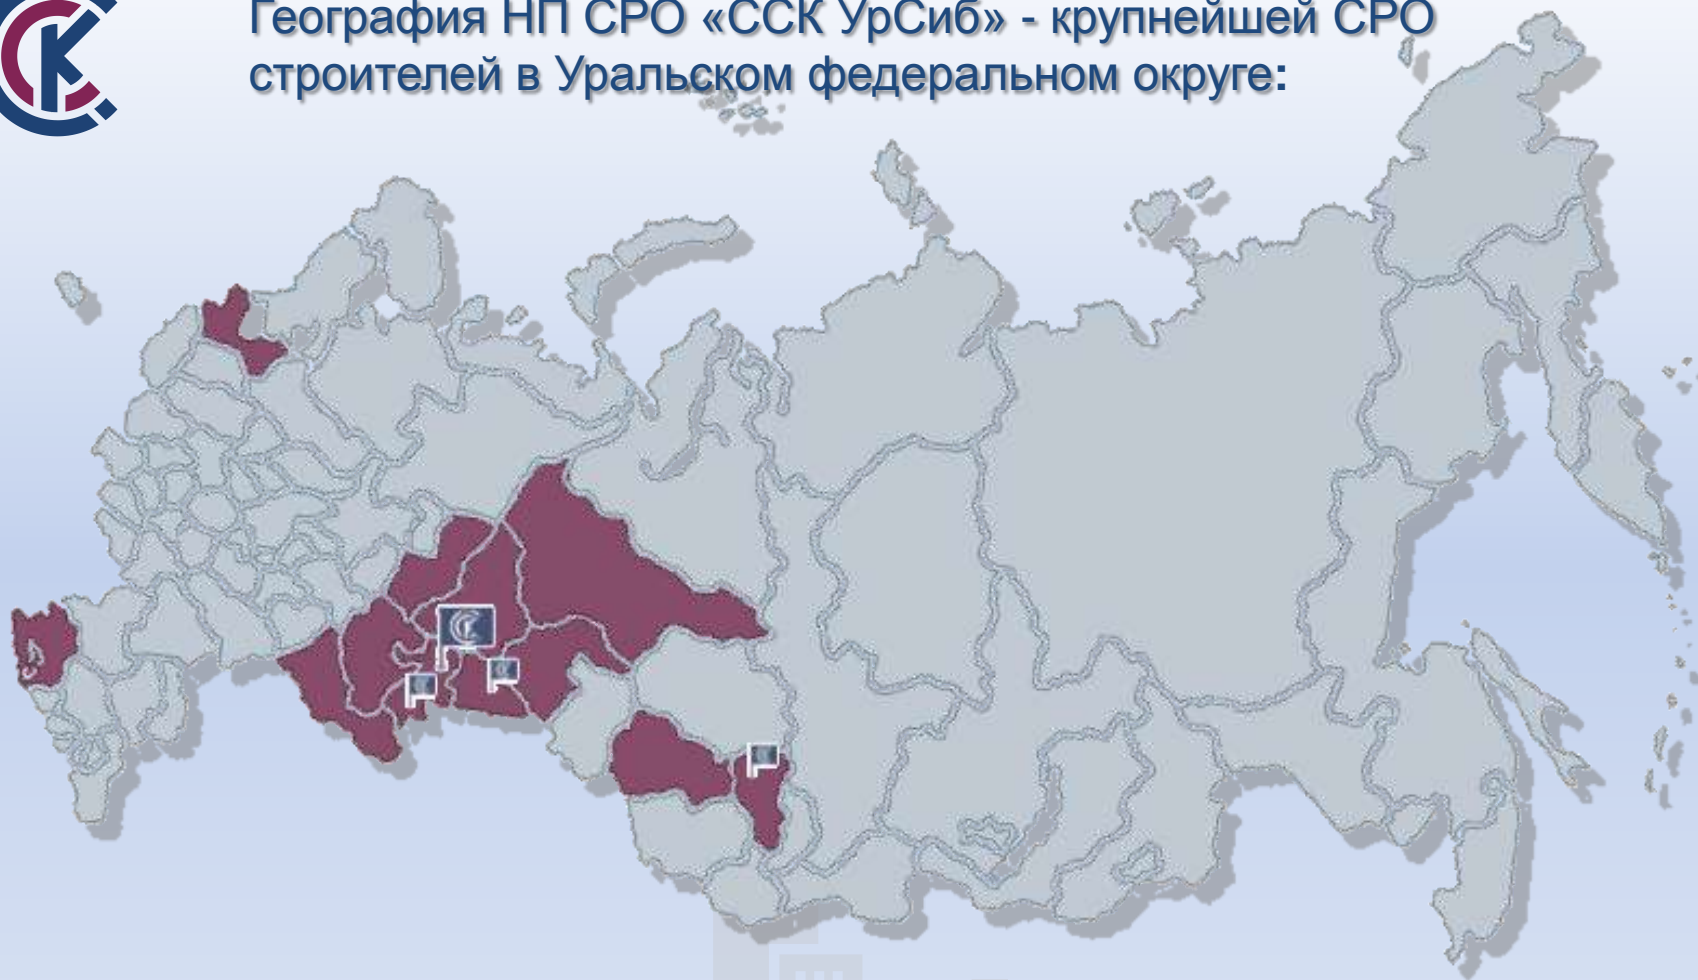 География НП СРО «ССК УрСиб» - крупнейшей СРО
строителей в Уральском федеральном округе: